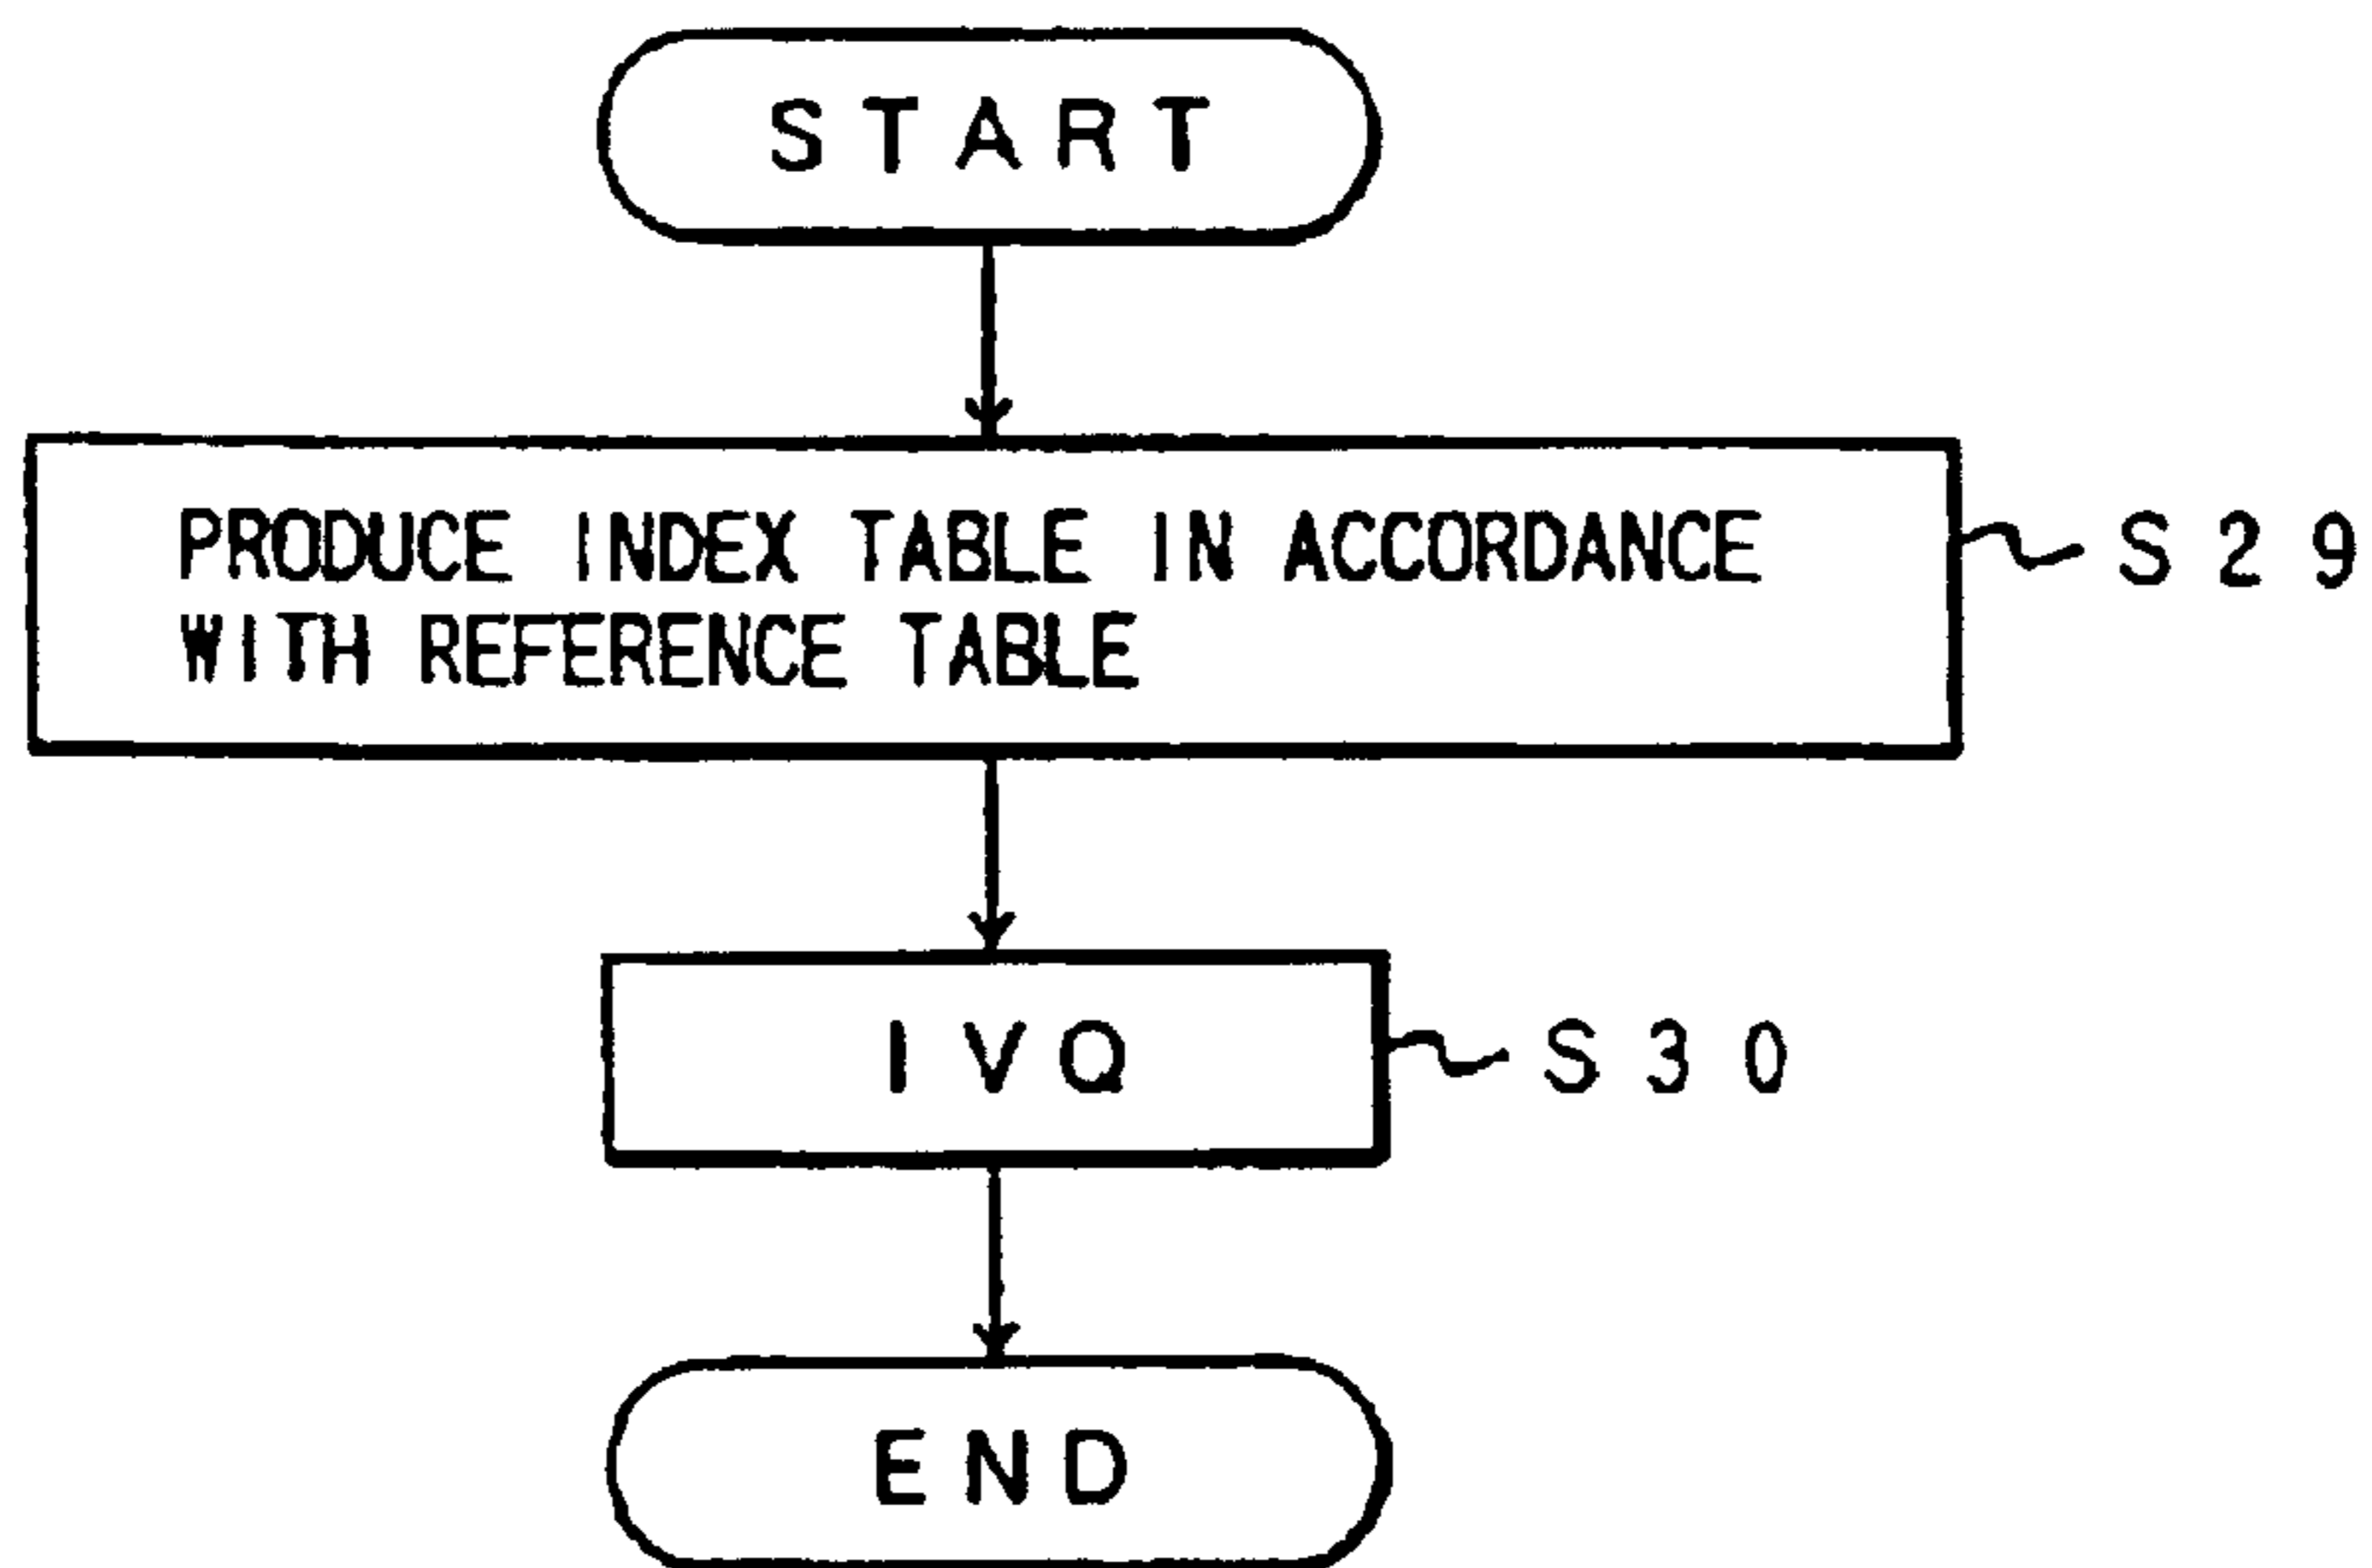 START
PRODUCE INDEX TABLE IN ACCORDANCE
WITH REFERENCE TABLE
S29
IVQ
S30
END